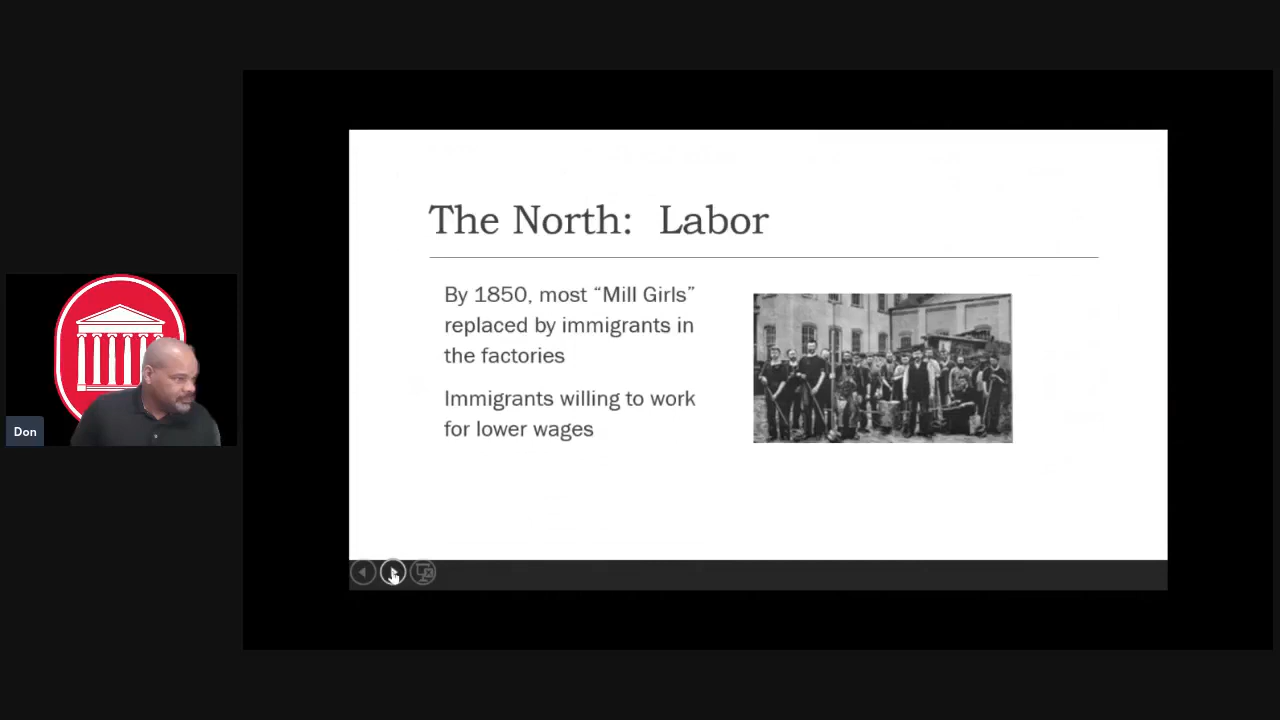 The North: Labor
By 1850, most “Mill Girls”
replaced by immigrants in
the factories
Immigrants willing to work
for lower wages
Don